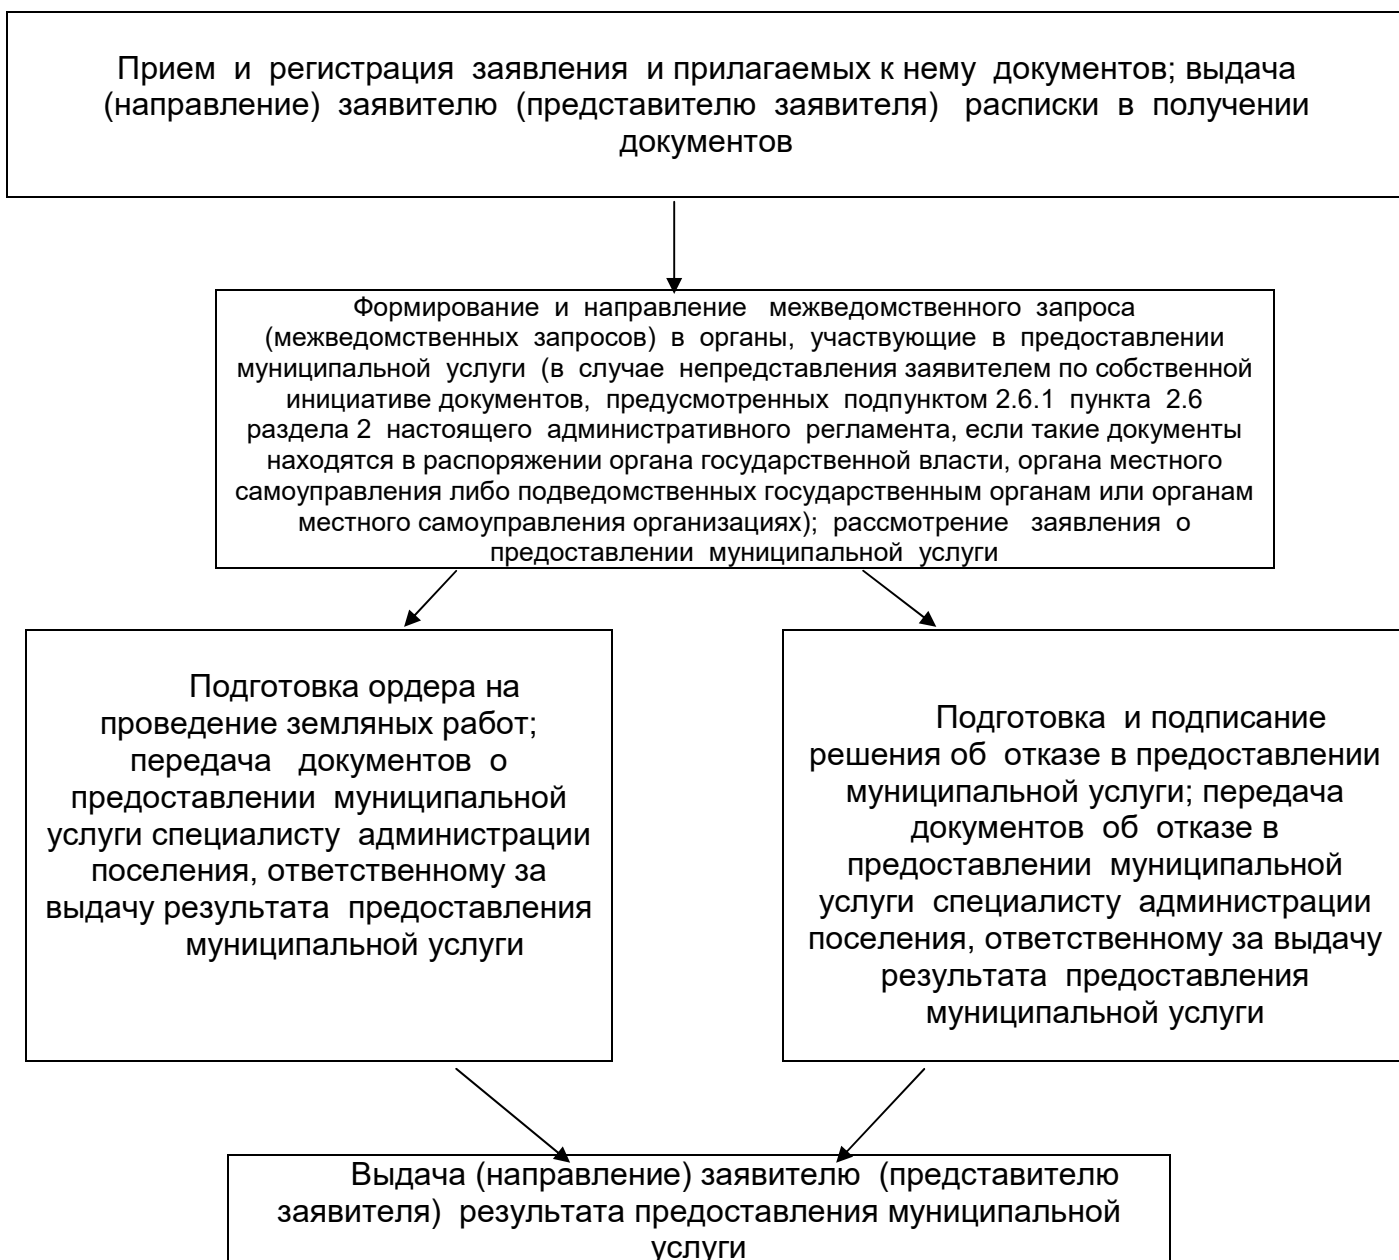 Прием и регистрация заявления и прилагаемых к нему документов; выдача
(направление) заявителю (представителю заявителя) расписки в получении
документов
Формирование и направление межведомственного запроса
(межведомственных запросов) в органы, участвующие в предоставлении
муниципальной услуги (в случае непредставления заявителем по собственной
инициативе документов, предусмотренных подпунктом 2.6.1 пункта 2.6
раздела 2 настоящего административного регламента, если такие документы
находятся в распоряжении органа государственной власти, органа местного
самоуправления либо подведомственных государственным органам или органам
местного самоуправления организациях); рассмотрение заявления о
предоставлении муниципальной услуги
Подготовка ордера на
проведение земляных работ;
передача документов о
предоставлении муниципальной
услуги специалисту администрации
поселения, ответственному за
выдачу результата предоставления
муниципальной услуги
Подготовка и подписание
решения об отказе в предоставлении
муниципальной услуги; передача
документов об отказе в
предоставлении муниципальной
услуги специалисту администрации
поселения, ответственному за выдачу
результата предоставления
муниципальной услуги
Выдача (направление) заявителю (представителю
заявителя) результата предоставления муниципальной
услуги